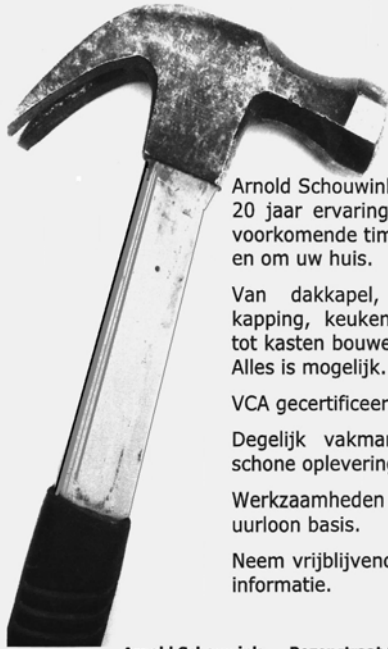 Arnold Schouwink
20 jaar ervaring
voorkomende tim
en om uw huis.
Van dakkapel,
kapping, keuken
tot kasten bouwe
Alles is mogelijk.
VCA gecertificeer
Degelijk vakmar
schone oplevering
Werkzaamheden
uurloon basis.
Neem vrijblijvend
informatie.